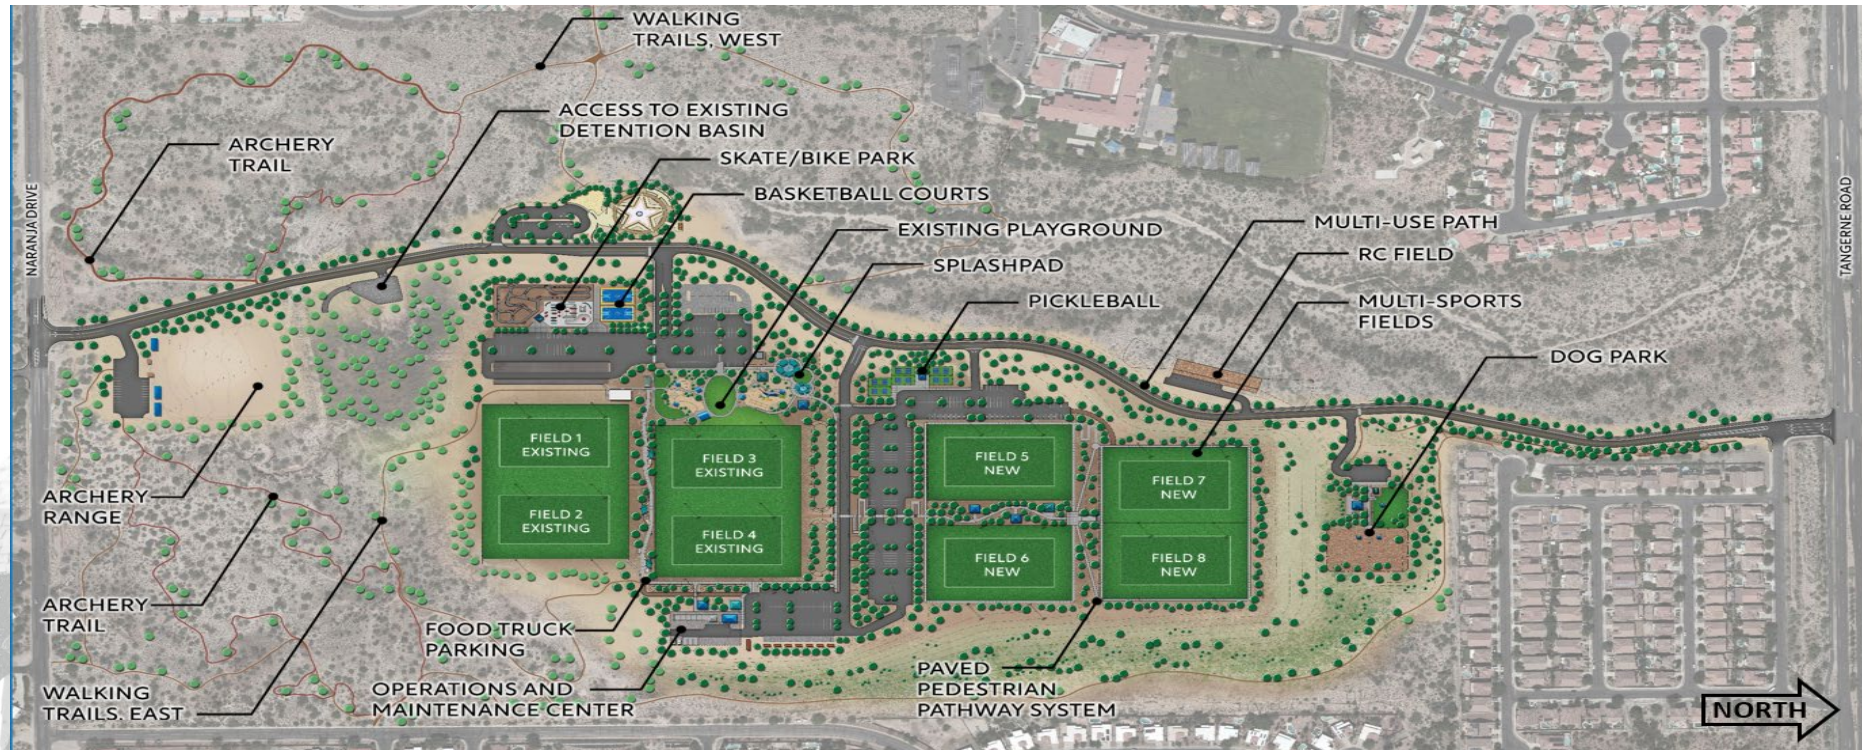 WALKING
TRAILS, WEST
ACCESS TO EXISTING
DETENTION BASIN
ARCHERY
TRAIL
SKATE/BIKE PARK
BASKETBALL COURTS
EXISTING PLAYGROUND
SPLASHPAD
PICKLEBALL
MULTI-USE PATH
RC FIELD
MULTI-SPORTS
FIELDS
DOG PARK
NARANJA DRIVE
TANGERNE ROAD
FIELD 1
EXISTING
FIELD 2
EXISTING
FIELD 3
EXISTING
FIELD 4
EXISTING
FIELD 5
NEW
FIELD 6
NEW
FIELD 7
NEW
FIELD 8
NEW
ARCHERY
RANGE
ARCHERY
TRAIL
WALKING
TRAILS. EAST
FOOD TRUCK
PARKING
OPERATIONS AND
MAINTENANCE CENTER
PAVED
PEDESTRIAN
PATHWAY SYSTEM
NORTH